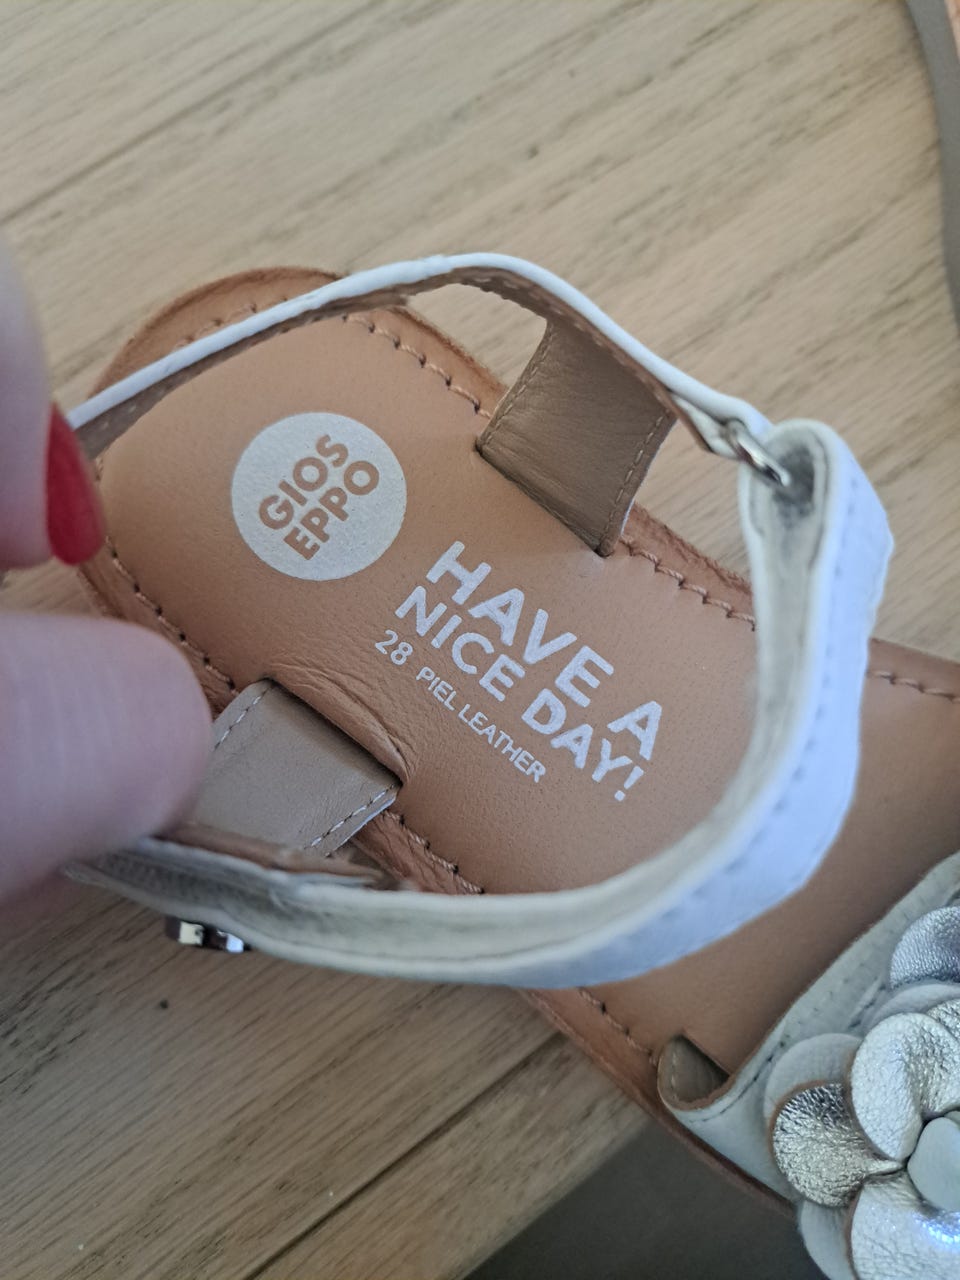 GIOS
EPPO
HAVE A
NICE DAY!
28 PIEL LEATHER